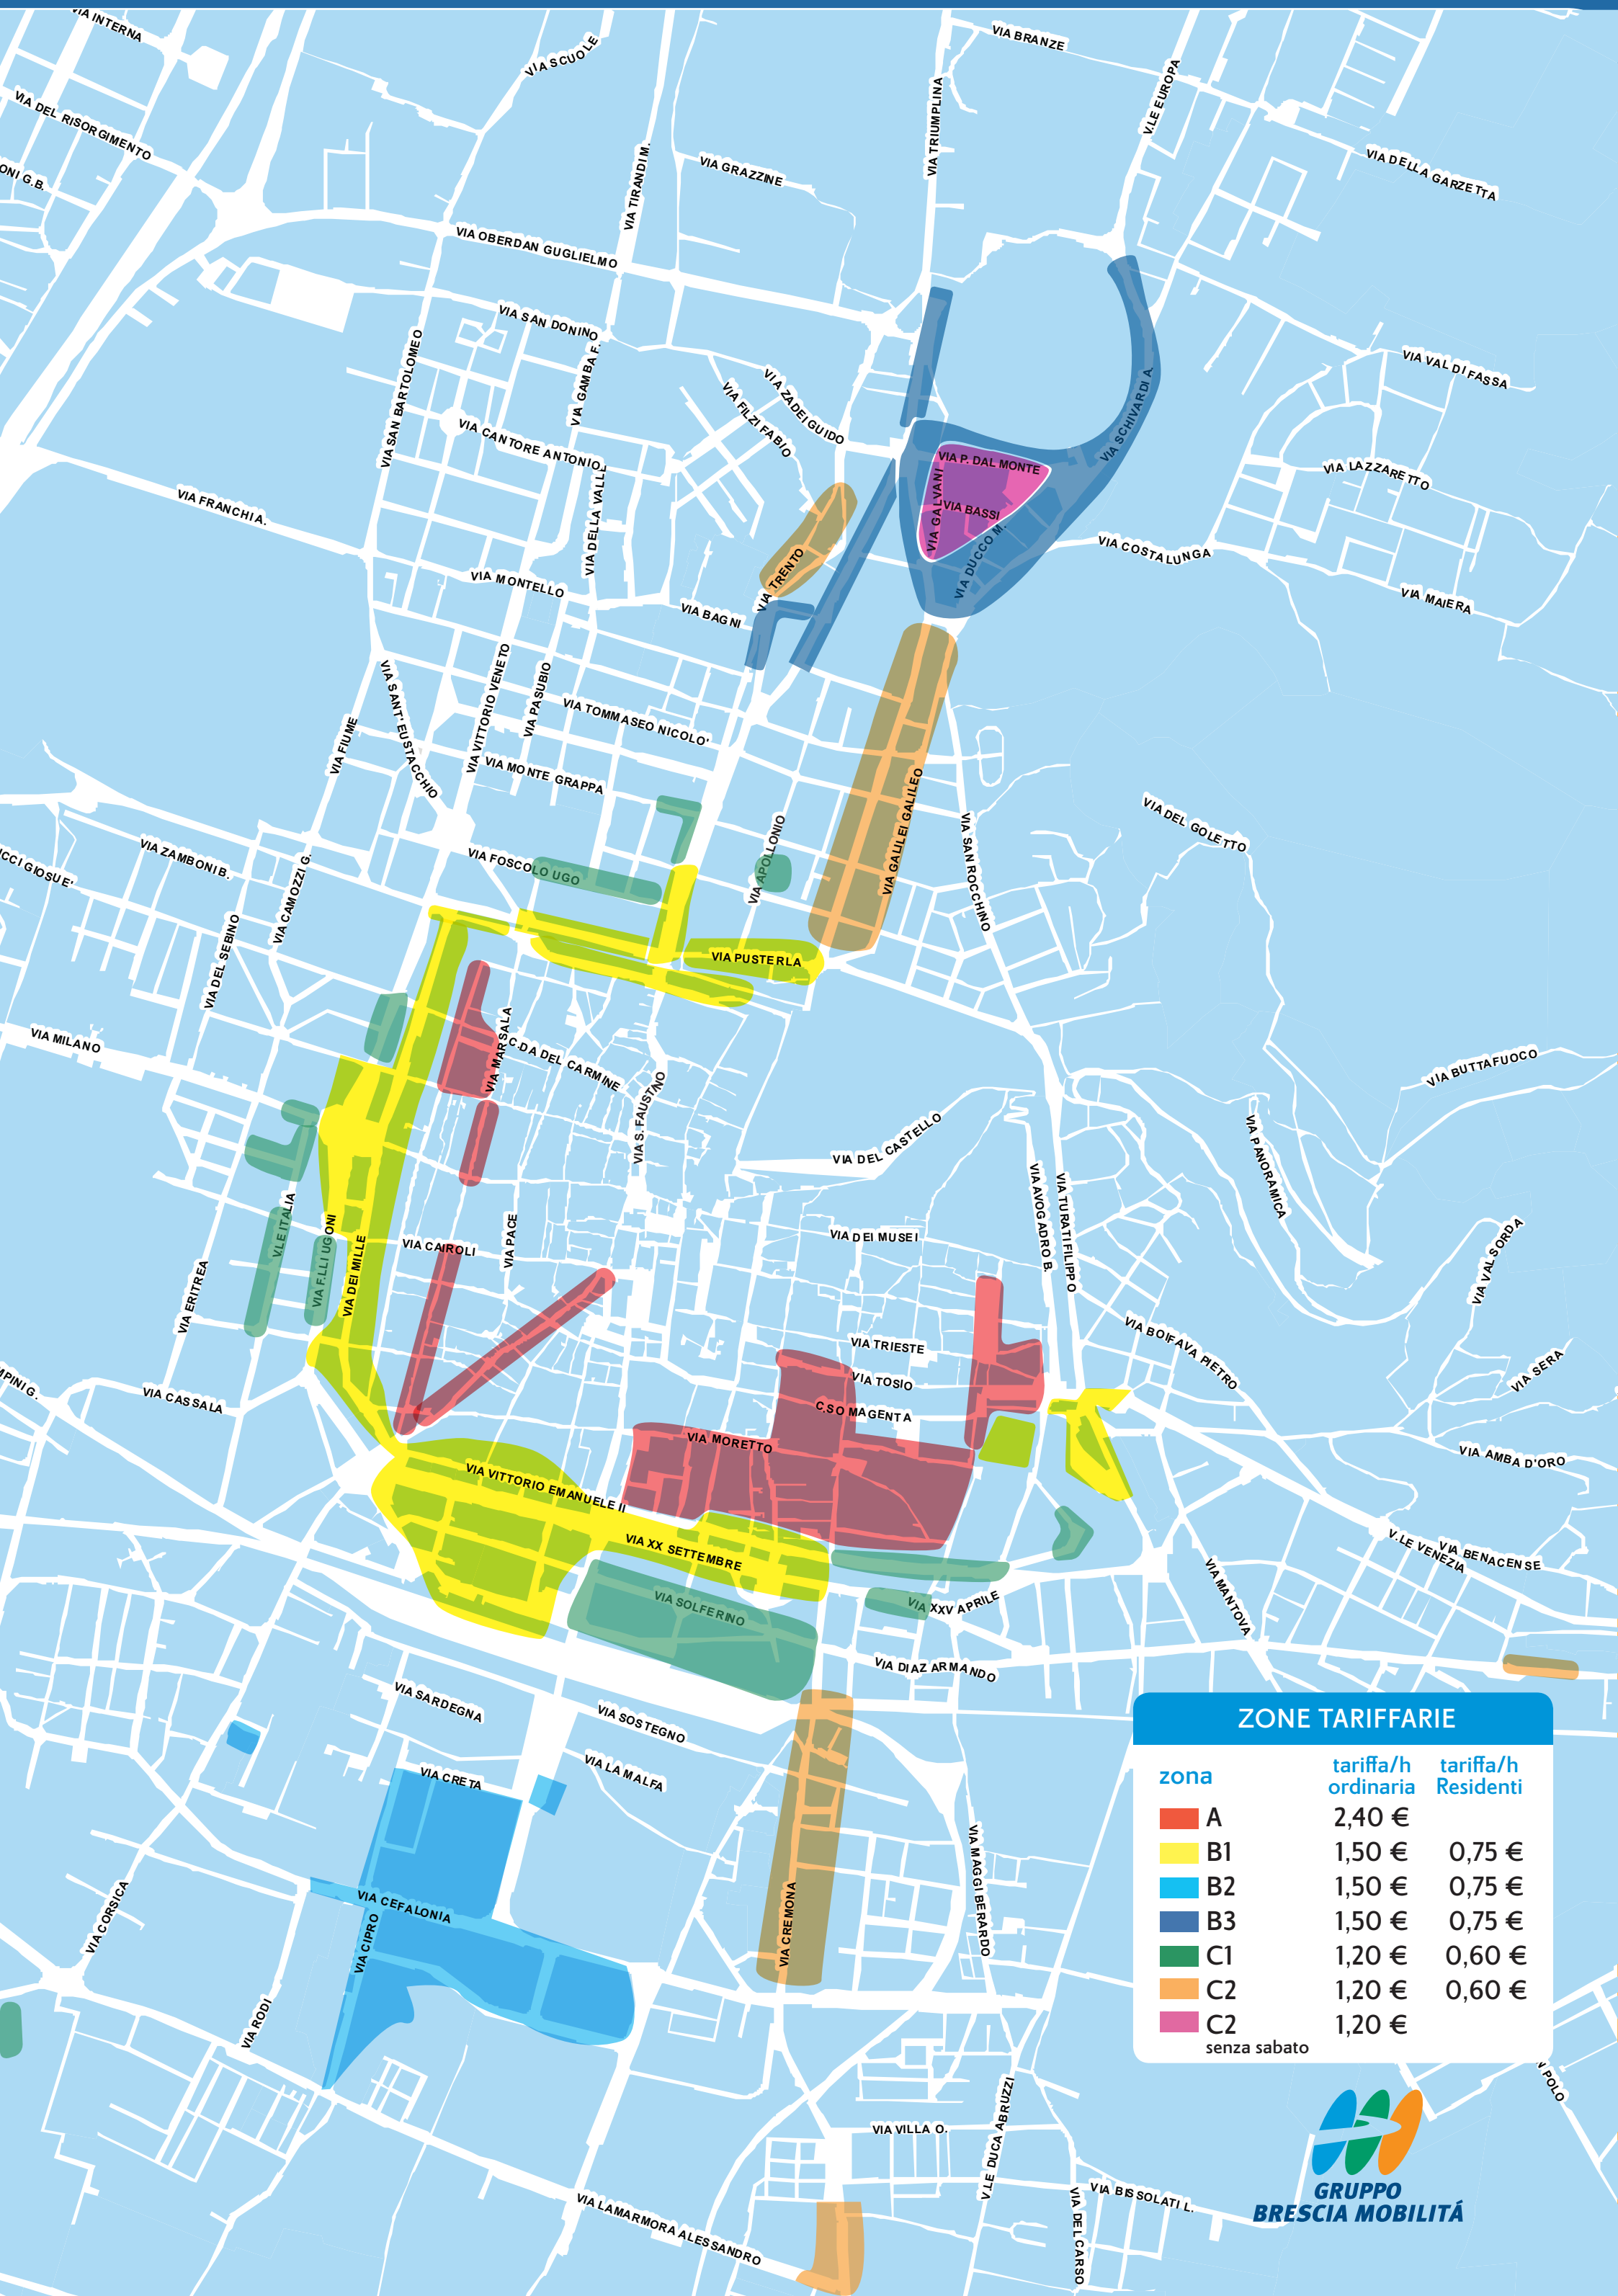 VIA INTERNA
VIA SCUOLE
VIA BRANZE
VIA TRIUMPLINA
V.LE EUROPA
VIA DEL RISORGIMENTO
ONI G.B.
VIA TIRANDI M.
VIA GRAZZINE
VIA DELLA GARZETTA
VIA OBERDAN GUGLIELMO
VIA SAN DONINO
VIA GAMBA F.
VIA SAN BARTOLOMEO
VIA ZADEI GUIDO
VIA FILZI FABIO
VIA VAL DI FASSA
VIA SCHIVARDI A.
VIA CANTORE ANTONIO
VIA P. DAL MONTE
VIA GALVANI
VIA BASSI
VIA LAZZARETTO
VIA FRANCHI A.
VIA DELLA VALLE
VIA DUCCO M.
VIA COSTALUNGA
VIA TRENTO
VIA MONTELLO
VIA BAGNI
VIA MAIERA
VIA SANT' EUSTACCHIO
VIA VITTORIO VENETO
VIA PASUBIO
VIA TOMMASEO NICOLO'
VIA FIUME
VIA MONTE GRAPPA
VIA GALILEI GALILEO
VIA SAN ROCCHINO
VIA DEL GOLETTO
VIA APOLLONIO
VIA ZAMBONI B.
CCI GIOSUE'
VIA CAMOZZI G.
VIA FOSCOLO UGO
VIA DEL SEBINO
VIA PUSTERLA
VIA MILANO
VIA MARSALA
C.DA DEL CARMINE
VIA S. FAUSTINO
VIA BUTTAFUOCO
VIA DEL CASTELLO
VIA PANORAMICA
VIA AVOGADRO B.
VIA TURATI FILIPPO
V.LE ITALIA
VIA F.LLI UGONI
VIA DEI MILLE
VIA CAIROLI
VIA PACE
VIA DEI MUSEI
VIA VALSORDA
VIA ERITREA
VIA TRIESTE
VIA TOSIO
C.SO MAGENTA
VIA BOIFAVA PIETRO
VIA SERA
MPINI G.
VIA CASSALA
VIA MORETTO
VIA AMBA D'ORO
VIA VITTORIO EMANUELE II
VIA XX SETTEMBRE
V.LE VENEZIA
VIA BENACENSE
VIA MANTOVA
VIA SOLFERINO
VIA XXV APRILE
VIA DIAZ ARMANDO
VIA SARDEGNA
VIA SOSTEGNO
VIA CRETA
VIA LA MALFA
VIA MAGGI BERARDO
VIA CREMONA
VIA CEFALONIA
VIA CIPRO
VIA CORSICA
VIA RODI
ZONE TARIFFARIE
zona tariffa/h ordinaria tariffa/h Residenti
A 2,40 €
B1 1,50 € 0,75 €
B2 1,50 € 0,75 €
B3 1,50 € 0,75 €
C1 1,20 € 0,60 €
C2 1,20 € 0,60 €
C2 1,20 €
senza sabato
POLO
VIA VILLA O.
V.LE DUCA ABRUZZI
VIA BISSOLATI L.
VIA DEL CARSO
VIA LAMARMORA ALESSANDRO
GRUPPO
BRESCIA MOBILITÁ